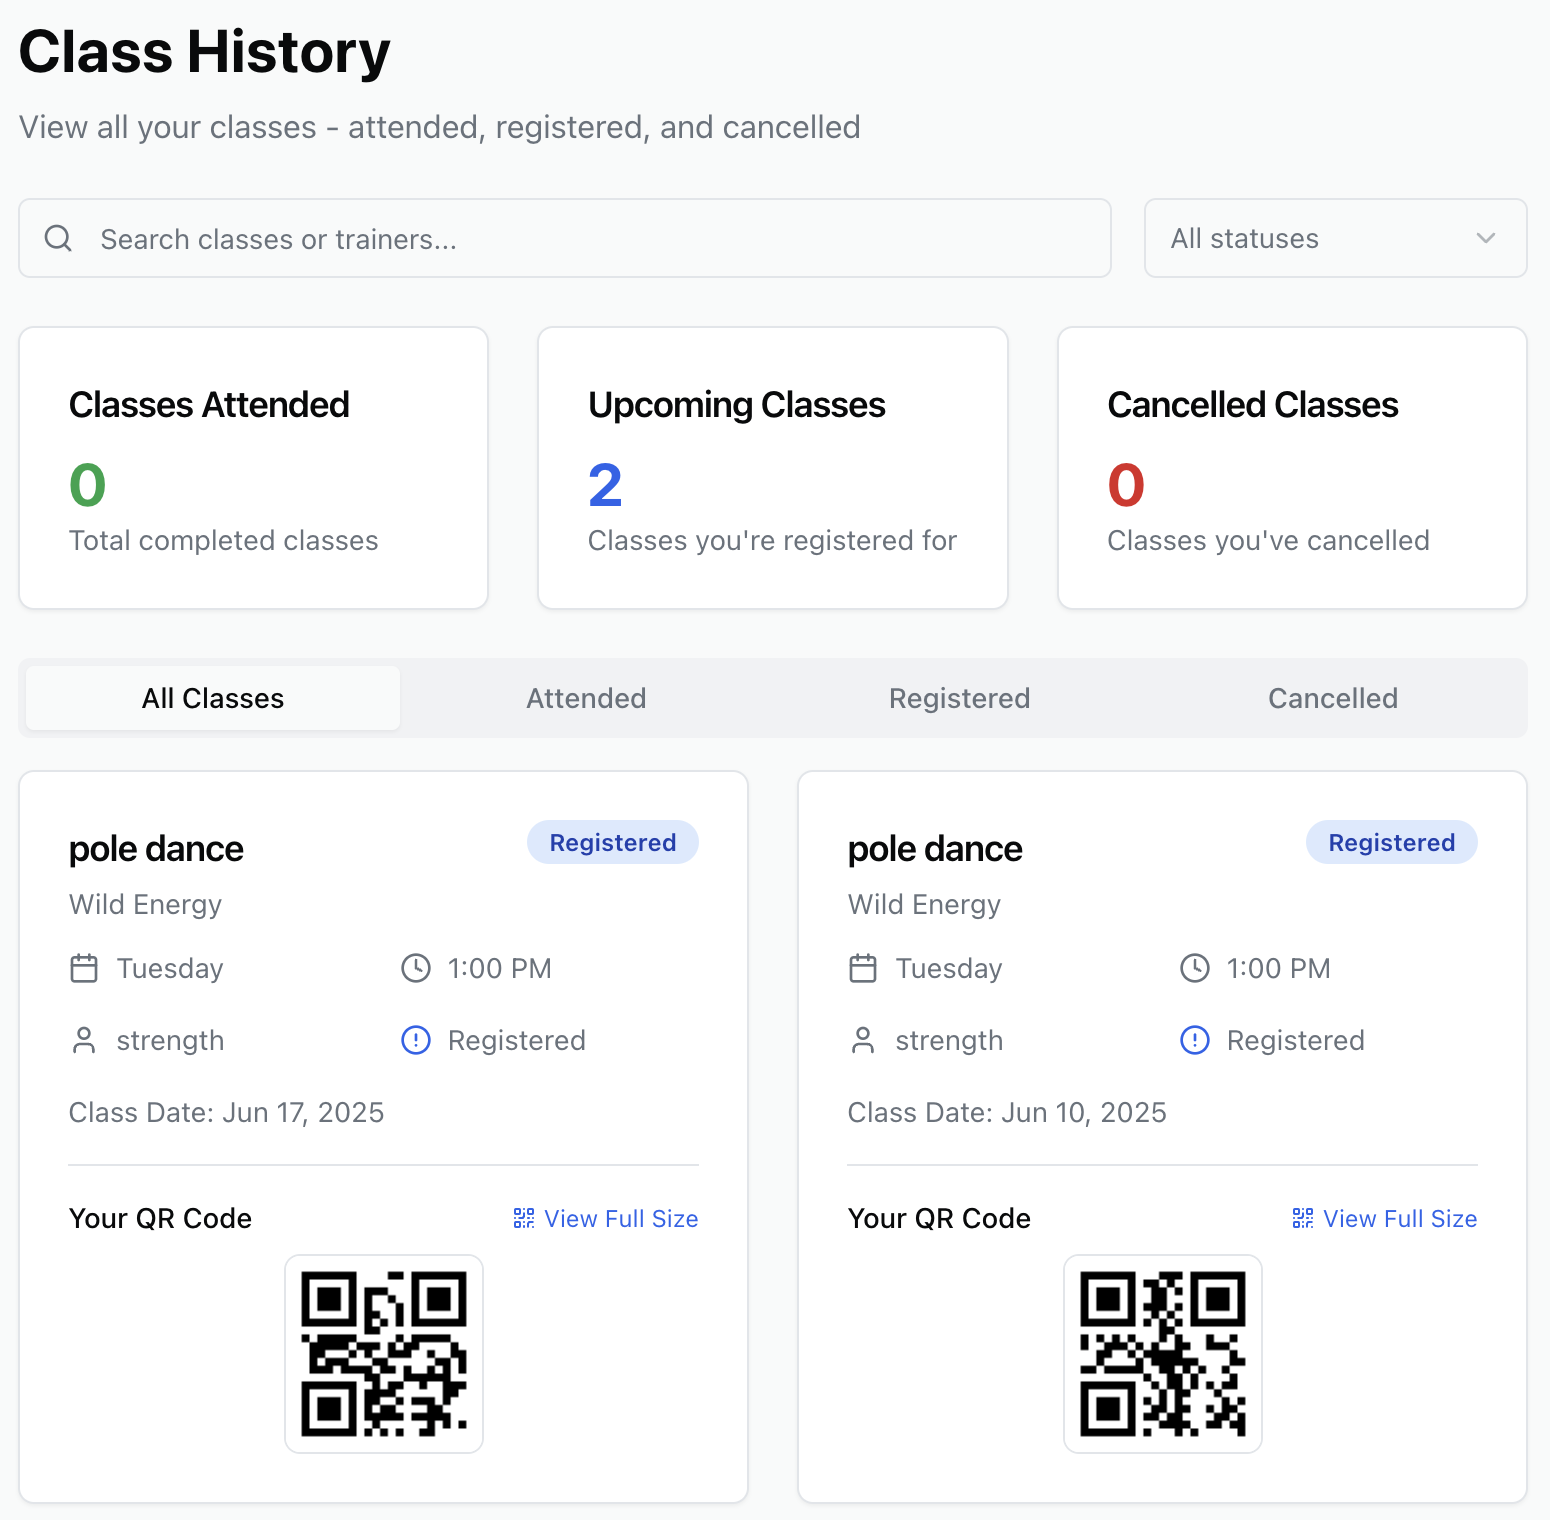 Class History
View all your classes - attended, registered, and cancelled
Search classes or trainers...
All statuses
Classes Attended
0
Total completed classes
Upcoming Classes
2
Classes you're registered for
Cancelled Classes
0
Classes you've cancelled
All Classes
Attended
Registered
Cancelled
pole dance
Registered
Wild Energy
Tuesday
1:00 PM
strength
Registered
Class Date: Jun 17, 2025
Your QR Code
View Full Size
pole dance
Registered
Wild Energy
Tuesday
1:00 PM
strength
Registered
Class Date: Jun 10, 2025
Your QR Code
View Full Size